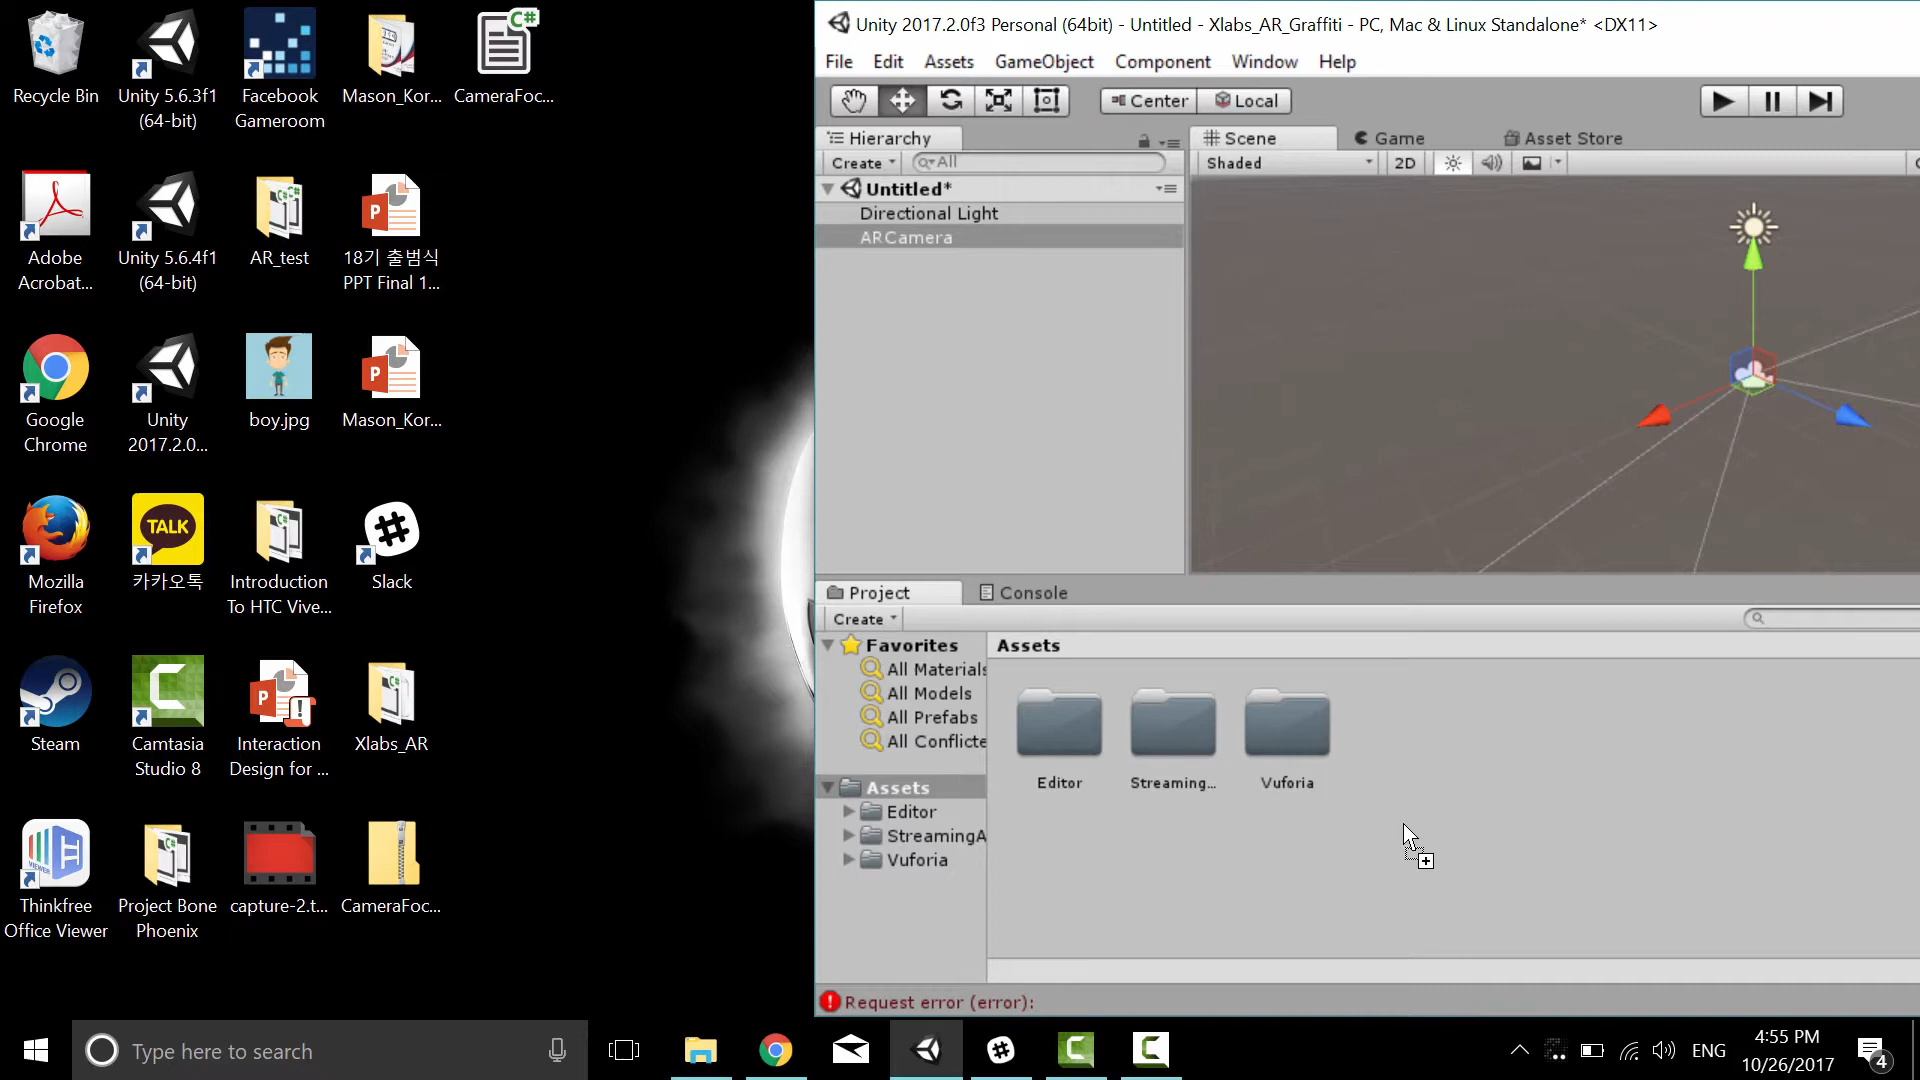 Recycle Bin
Unity 5.6.3f1
(64-bit)
Facebook
Gameroom
Mason_Kor...
CameraFoc...
Adobe
Acrobat...
Unity 5.6.4f1
(64-bit)
AR_test
18기 출범식
PPT Final 1...
Google
Chrome
Unity
2017.2.0...
boy.jpg
Mason_Kor...
Mozilla
Firefox
TALK
카카오톡
Introduction
To HTC Vive...
Slack
Steam
Camtasia
Studio 8
Interaction
Design for ...
Xlabs_AR
Thinkfree
Office Viewer
Project Bone
Phoenix
capture-2.t...
CameraFoc...
Unity 2017.2.0f3 Personal (64bit) - Untitled - Xlabs_AR_Graffiti - PC, Mac & Linux Standalone* <DX11>
File Edit Assets GameObject Component Window Help
Center Local
Hierarchy
Create All
Untitled*
Directional Light
ARCamera
Scene Game Asset Store
Shaded 2D
Project Console
Create
Favorites
All Materials
All Models
All Prefabs
All Conflicte
Assets
Editor
StreamingA
Vuforia
Assets
Editor Streaming... Vuforia
Request error (error):
Type here to search
ENG
4:55 PM
10/26/2017
4